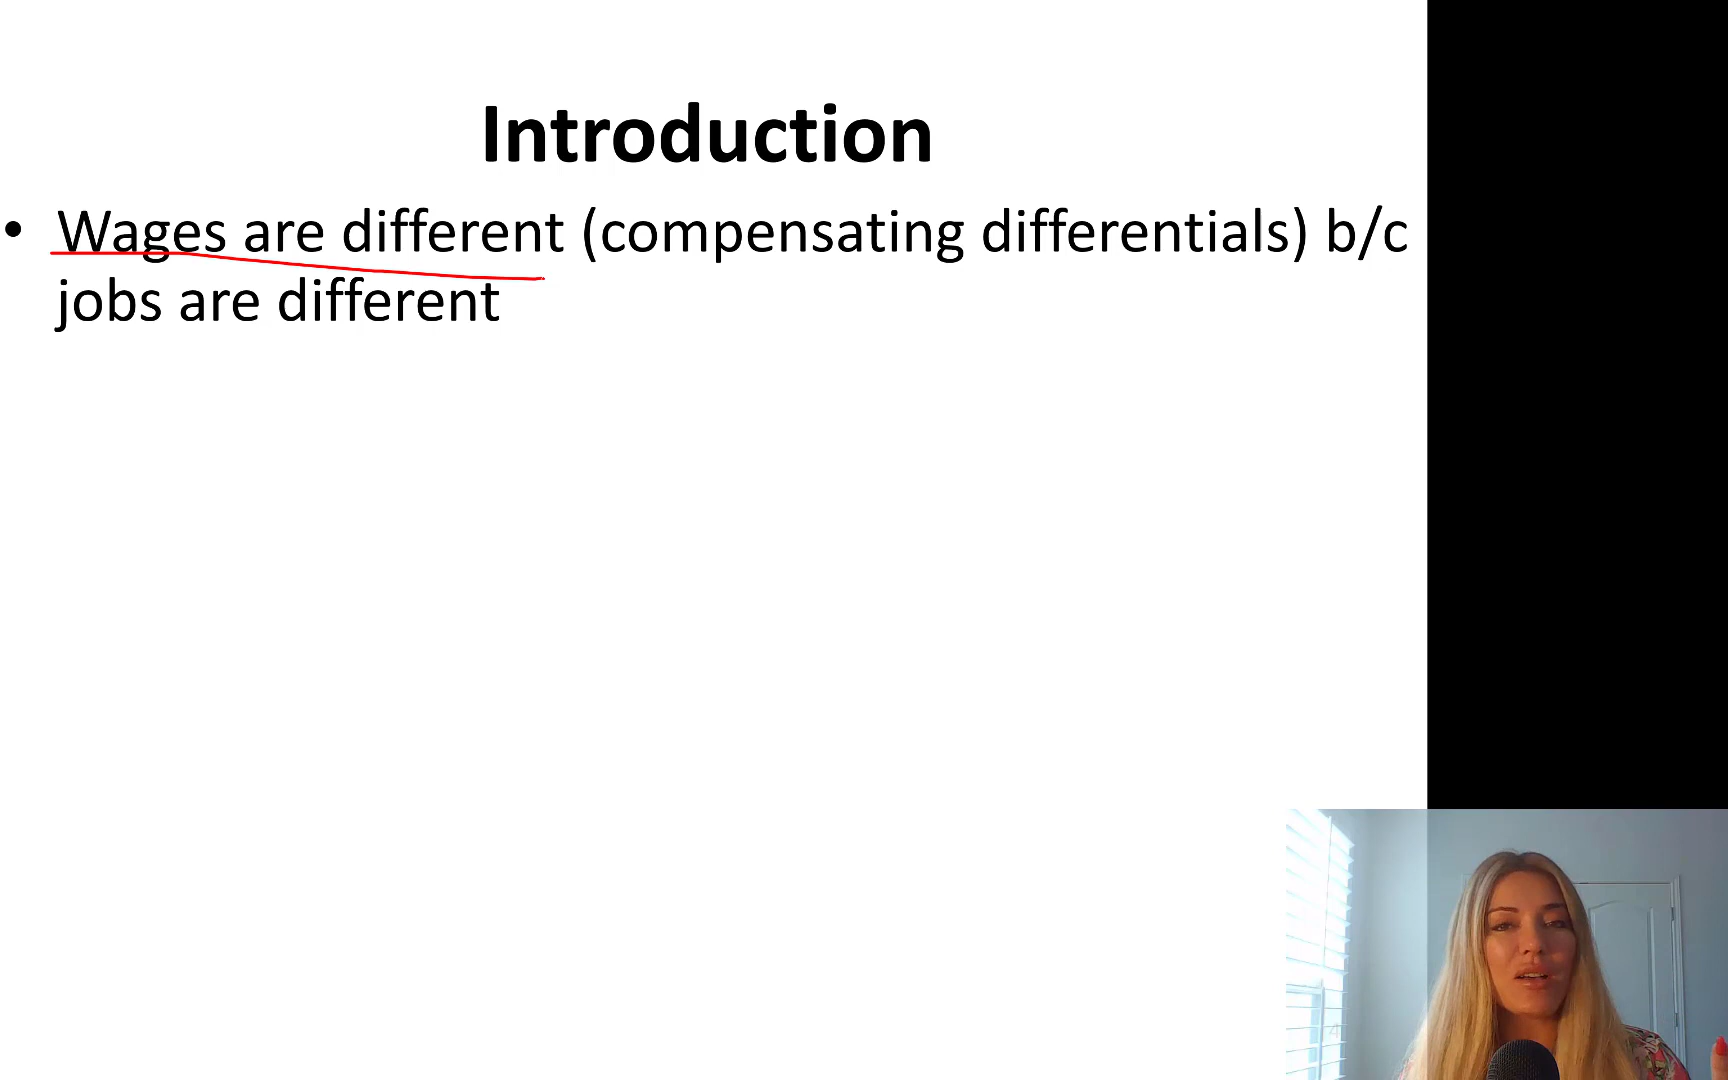 Introduction
• Wages are different (compensating differentials) b/c
jobs are different